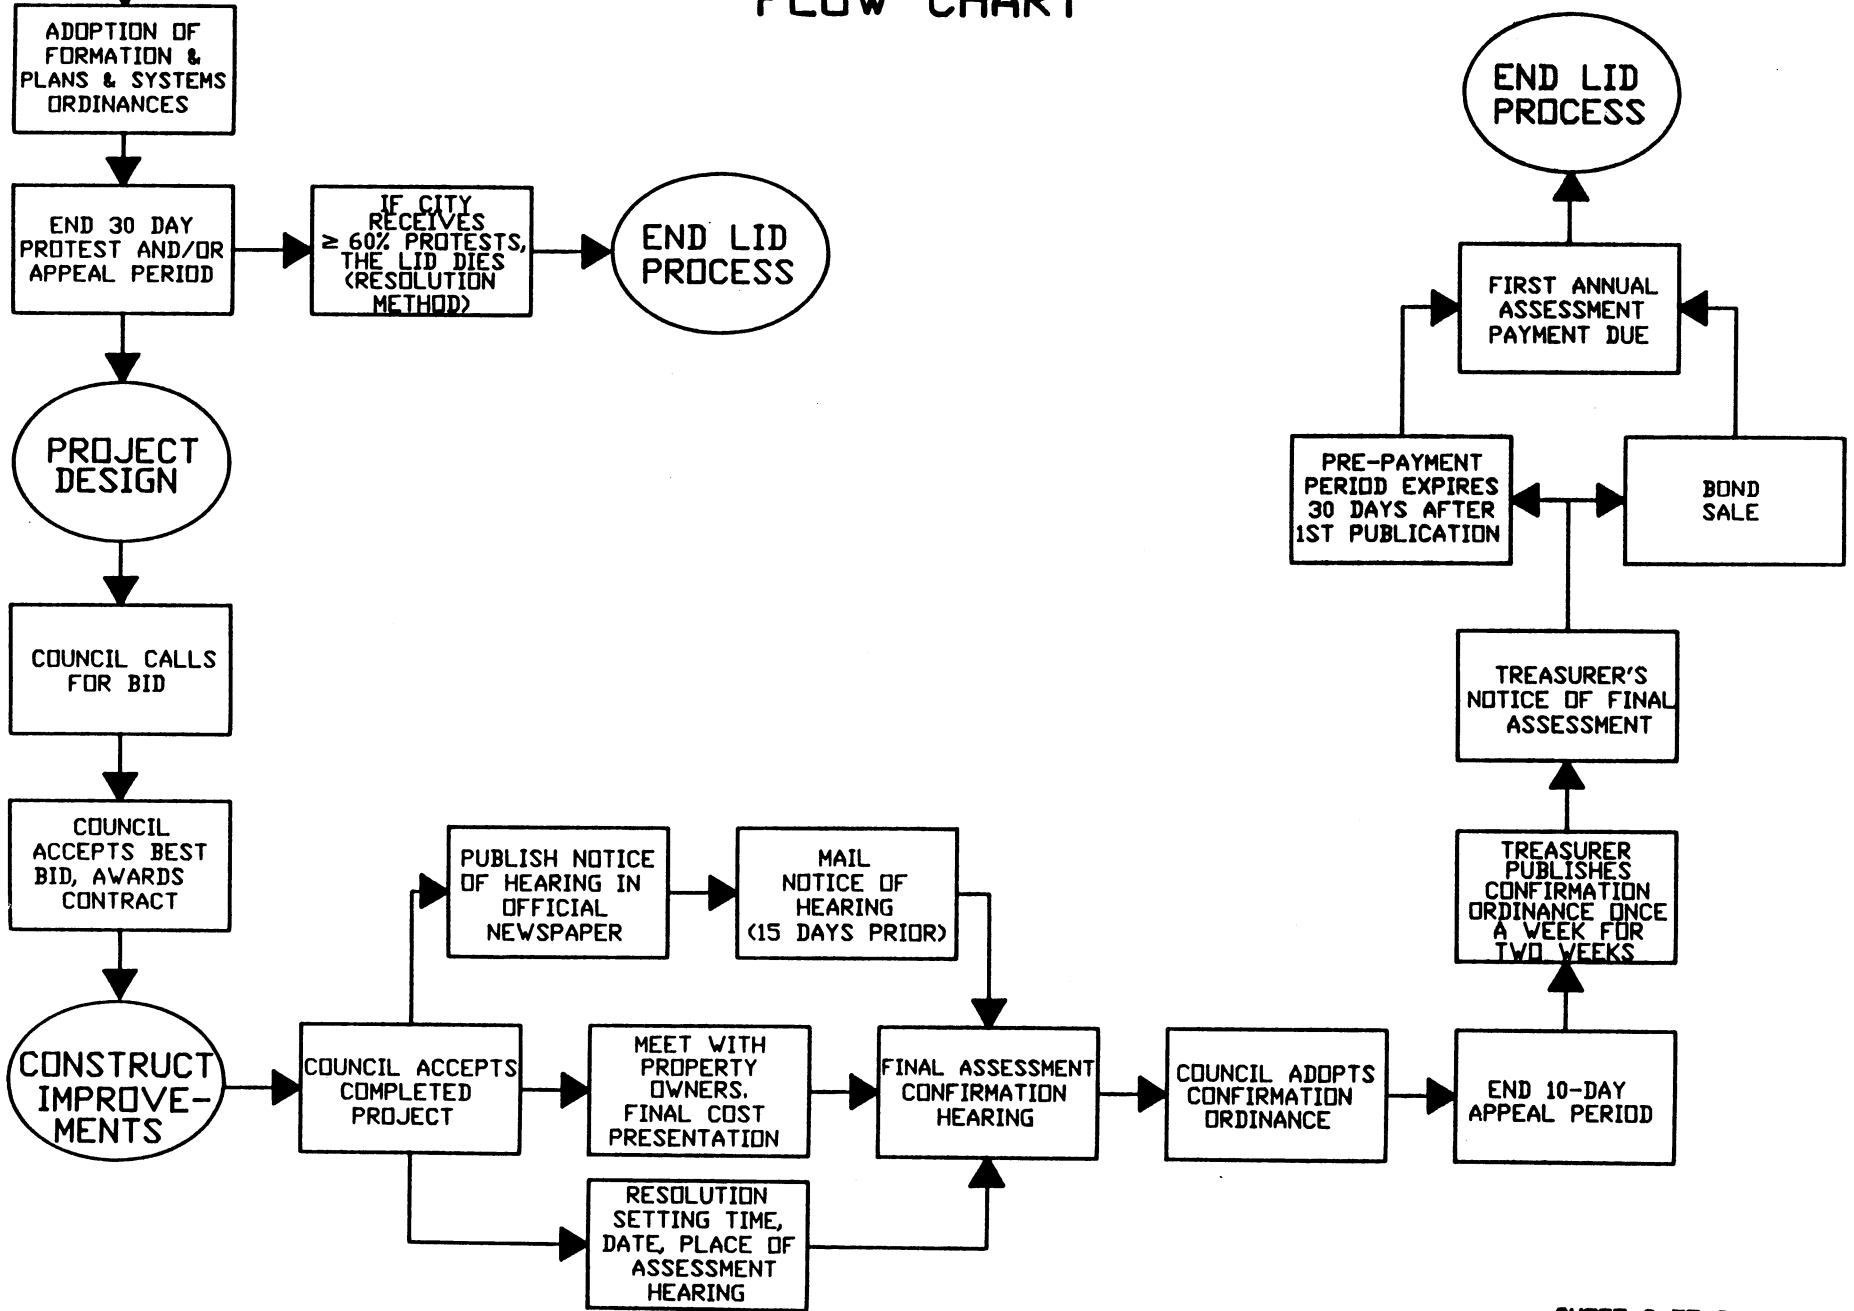 FLOW CHART
ADOPTION OF
FORMATION &
PLANS & SYSTEMS
ORDINANCES
END 30 DAY
PROTEST AND/OR
APPEAL PERIOD
IF CITY
RECEIVES
≥ 60% PROTESTS,
THE LID DIES
(RESOLUTION
METHOD)
END LID
PROCESS
PROJECT
DESIGN
COUNCIL CALLS
FOR BID
COUNCIL
ACCEPTS BEST
BID, AWARDS
CONTRACT
CONSTRUCT
IMPROVE-
MENTS
COUNCIL ACCEPTS
COMPLETED
PROJECT
PUBLISH NOTICE
OF HEARING IN
OFFICIAL
NEWSPAPER
MAIL
NOTICE OF
HEARING
(15 DAYS PRIOR)
MEET WITH
PROPERTY
OWNERS.
FINAL COST
PRESENTATION
RESOLUTION
SETTING TIME,
DATE, PLACE OF
ASSESSMENT
HEARING
FINAL ASSESSMENT
CONFIRMATION
HEARING
COUNCIL ADOPTS
CONFIRMATION
ORDINANCE
END 10-DAY
APPEAL PERIOD
TREASURER
PUBLISHES
CONFIRMATION
ORDINANCE ONCE
A WEEK FOR
TWO WEEKS
TREASURER'S
NOTICE OF FINAL
ASSESSMENT
PRE-PAYMENT
PERIOD EXPIRES
30 DAYS AFTER
1ST PUBLICATION
BOND
SALE
FIRST ANNUAL
ASSESSMENT
PAYMENT DUE
END LID
PROCESS